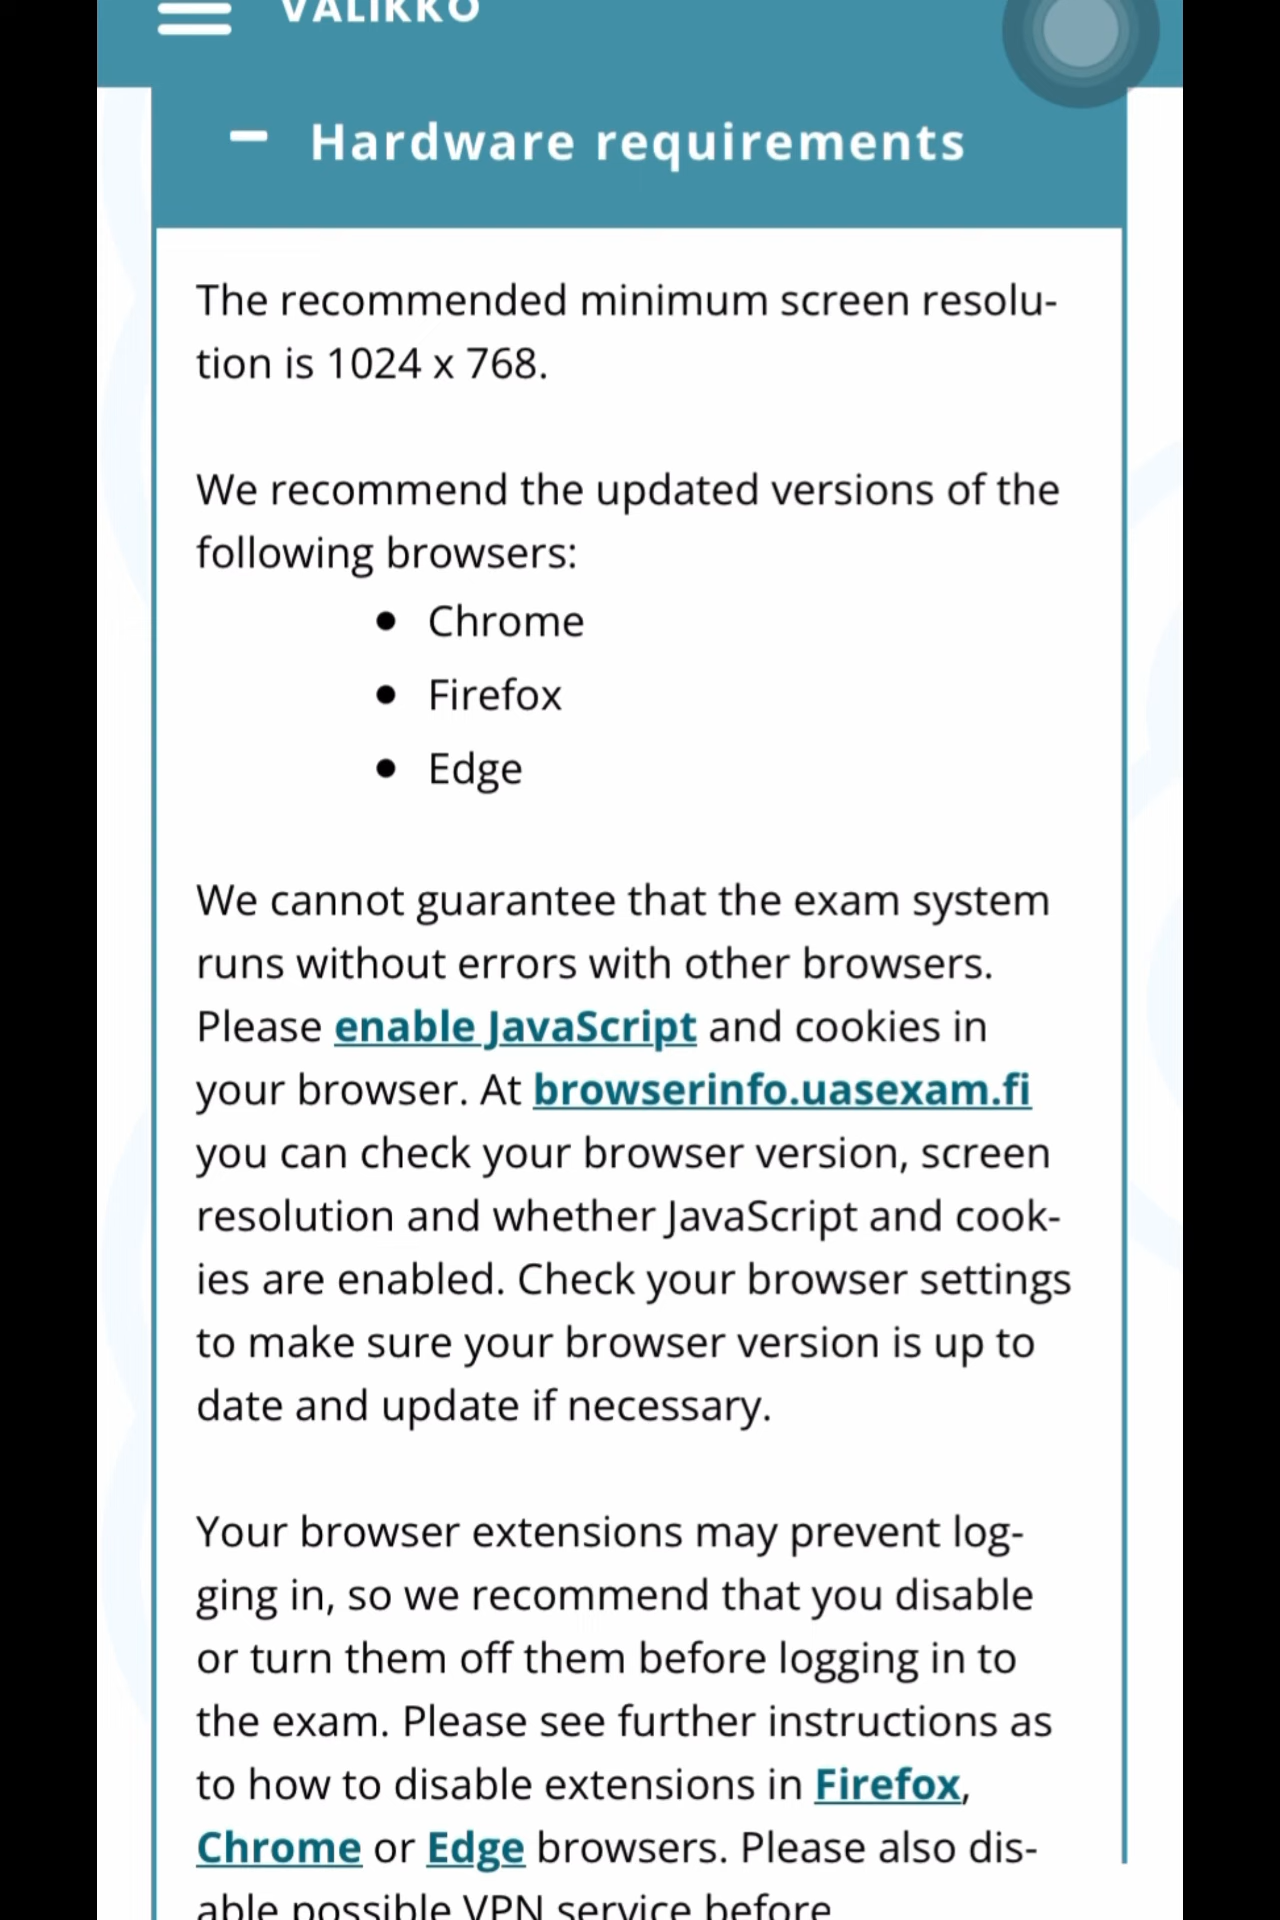 VALIKKO
Hardware requirements
The recommended minimum screen resolu-
tion is 1024 x 768.
We recommend the updated versions of the
following browsers:
• Chrome
• Firefox
• Edge
We cannot guarantee that the exam system
runs without errors with other browsers.
Please enable JavaScript and cookies in
your browser. At browserinfo.uasexam.fi
you can check your browser version, screen
resolution and whether JavaScript and cook-
ies are enabled. Check your browser settings
to make sure your browser version is up to
date and update if necessary.
Your browser extensions may prevent log-
ging in, so we recommend that you disable
or turn them off them before logging in to
the exam. Please see further instructions as
to how to disable extensions in Firefox,
Chrome or Edge browsers. Please also dis-
able possible VPN service before